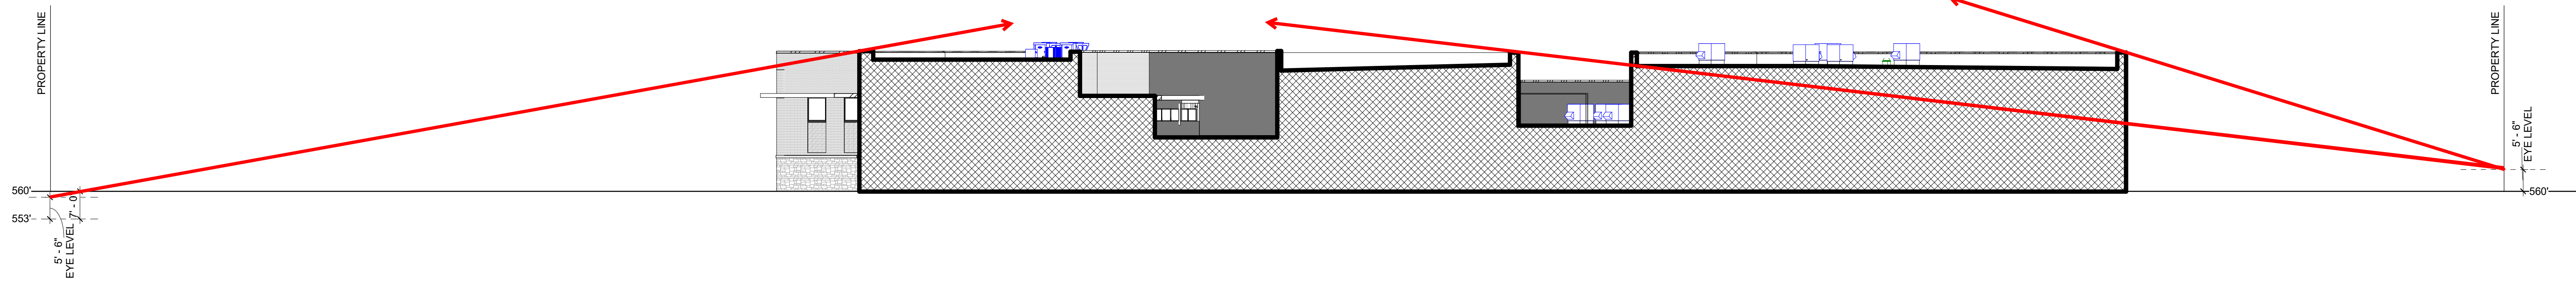 PROPERTY LINE
560'
553'
7' - 0"
5' - 6"
EYE LEVEL
PROPERTY LINE
5' - 6"
EYE LEVEL
560'